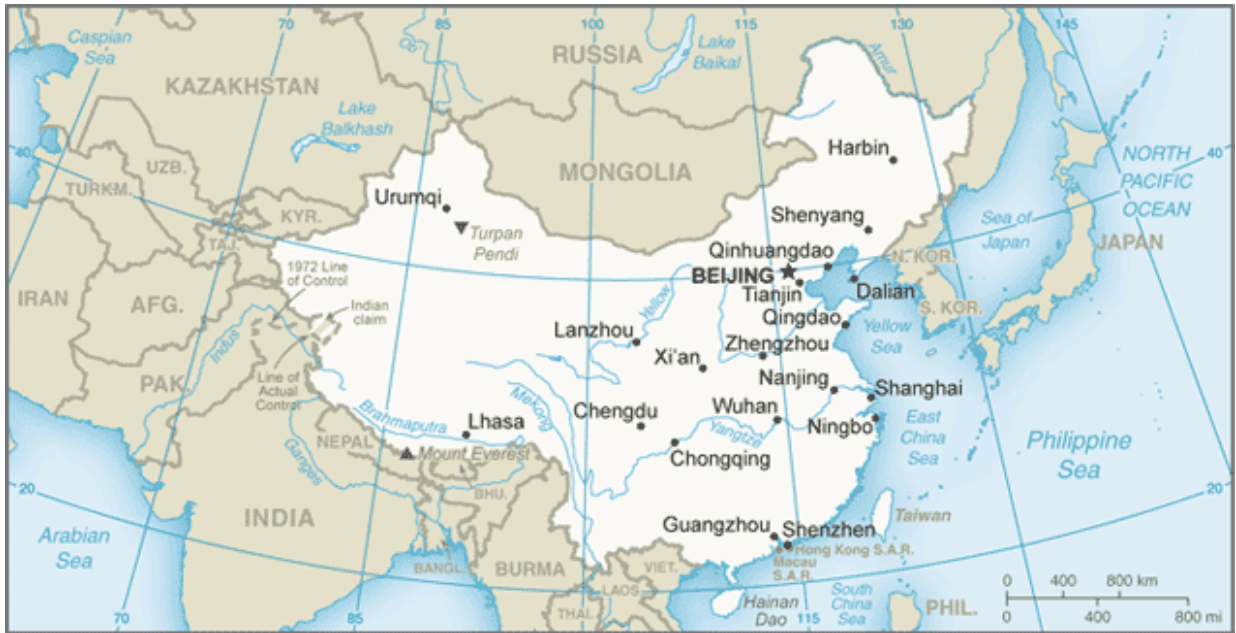 70
85
100
115
130
145
Caspian
Sea
Ob
RUSSIA
Lake
Baikal
Amur
KAZAKHSTAN
Lake
Balkhash
40
UZB.
TURKM.
MONGOLIA
Harbin
NORTH
PACIFIC
OCEAN
40
Urumqi
KYR.
Turpan
Pendi
Shenyang
Sea of
Japan
JAPAN
TAJ.
Qinhuangdao
N. KOR.
1972 Line
of Control
BEIJING
Tianjin
Dalian
IRAN
AFG.
Indian
claim
Yellow
Qingdao
S. KOR.
Indus
Lanzhou
Zhengzhou
Yellow
Sea
Xi'an
PAK.
Line of
Actual
Control
Nanjing
Shanghai
Mekong
Brahmaputra
Lhasa
Chengdu
Wuhan
Ningbo
East
China
Sea
NEPAL
Yangtze
Philippine
Sea
Ganges
Mount Everest
Chongqing
20
BHU.
20
INDIA
Guangzhou
Shenzhen
Taiwan
Arabian
Sea
BANGL.
BURMA
VIET.
Hong Kong S.A.R.
Macau
S.A.R.
LAOS
Hainan
Dao
South
China
Sea
THAI.
PHIL.
0 400 800 km
0 400 800 mi
70
85
115
130